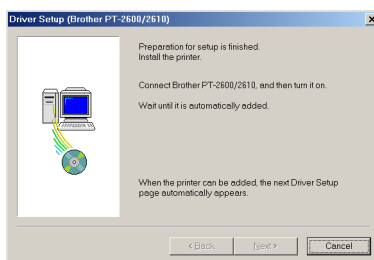 Driver Setup (Brother PT-2600/2610)
Preparation for setup is finished.
Install the printer.
Connect Brother PT-2600/2610, and then turn it on.
Wait until it is automatically added.
When the printer can be added, the next Driver Setup
page automatically appears.
< Back
Next >
Cancel